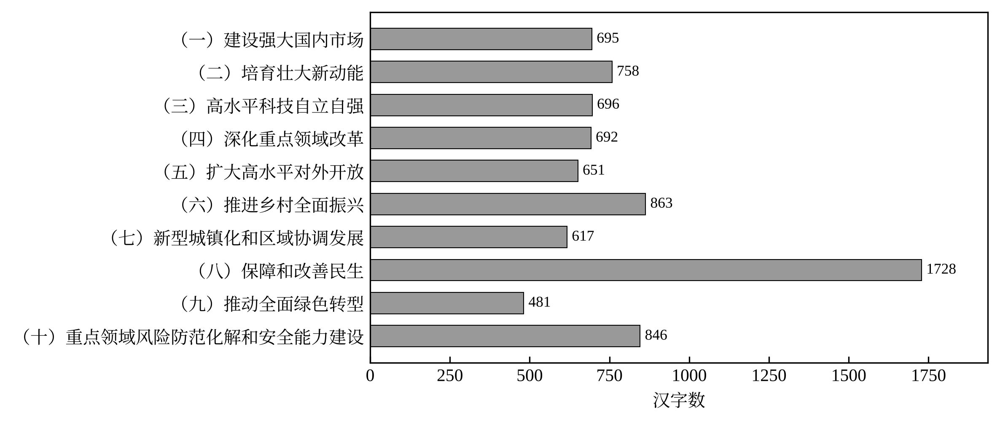 （一）建设强大国内市场 695
（二）培育壮大新动能 758
（三）高水平科技自立自强 696
（四）深化重点领域改革 692
（五）扩大高水平对外开放 651
（六）推进乡村全面振兴 863
（七）新型城镇化和区域协调发展 617
（八）保障和改善民生 1728
（九）推动全面绿色转型 481
（十）重点领域风险防范化解和安全能力建设 846
0 250 500 750 1000 1250 1500 1750
汉字数